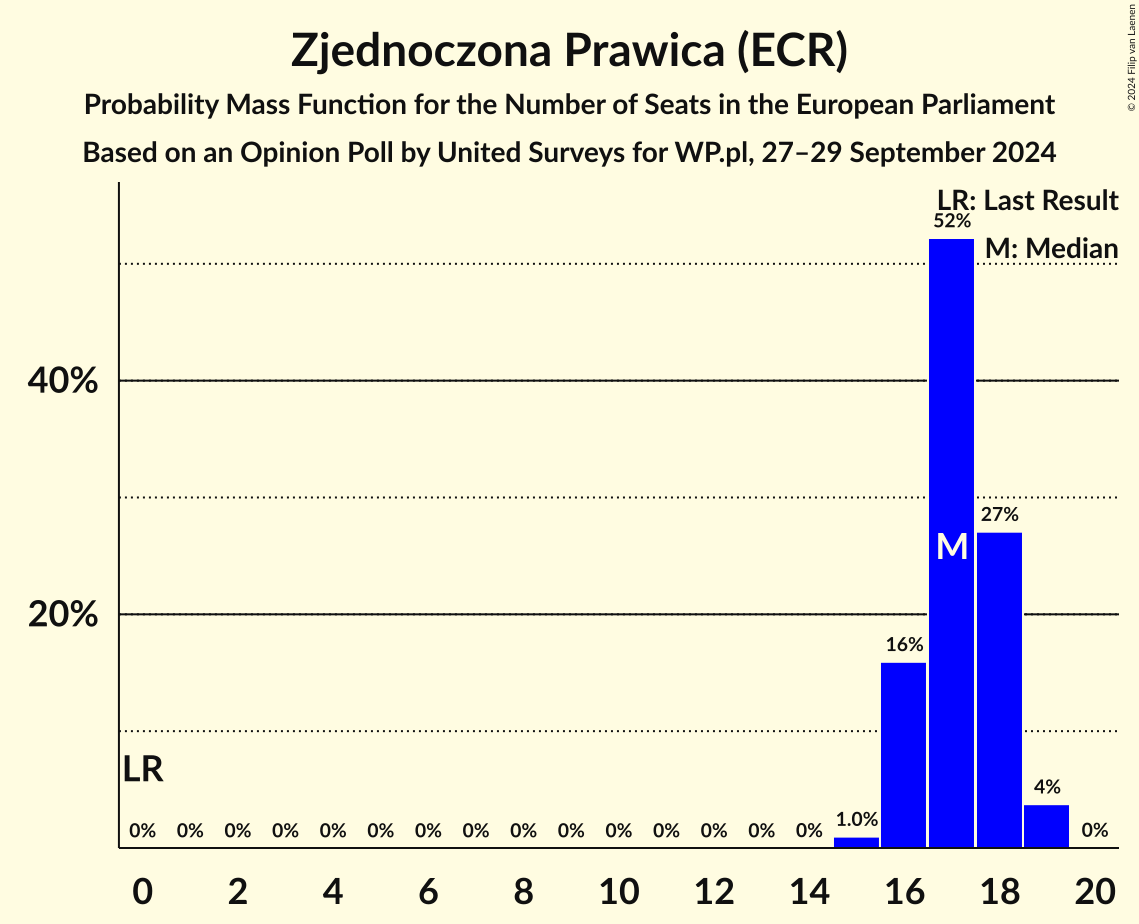 Zjednoczona Prawica (ECR)
Probability Mass Function for the Number of Seats in the European Parliament
Based on an Opinion Poll by United Surveys for WP.pl, 27–29 September 2024
© 2024 Filip van Laenen
LR: Last Result
M: Median
52%
40%
27%
M
20%
16%
LR
4%
1.0%
0% 0% 0% 0% 0% 0% 0% 0% 0% 0% 0% 0% 0% 0% 0% 0%
0 2 4 6 8 10 12 14 16 18 20